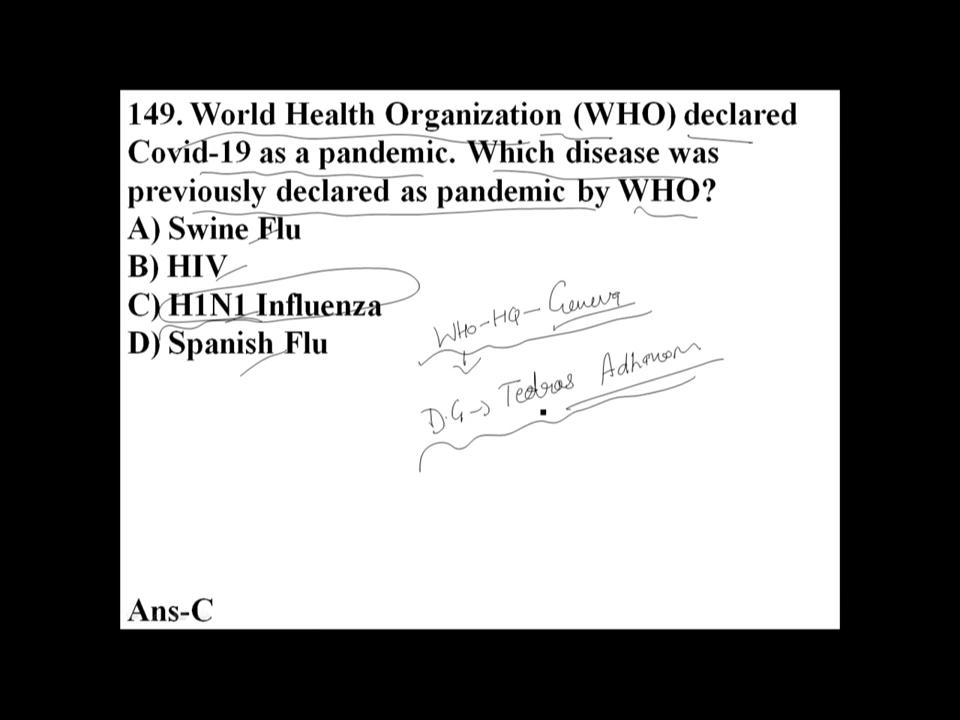 149. World Health Organization (WHO) declared
Covid-19 as a pandemic. Which disease was
previously declared as pandemic by WHO?
A) Swine Flu
B) HIV
C) H1N1 Influenza
D) Spanish Flu
WHO-HQ-Geneva
D.G→ Tedros Adhanom
Ans-C